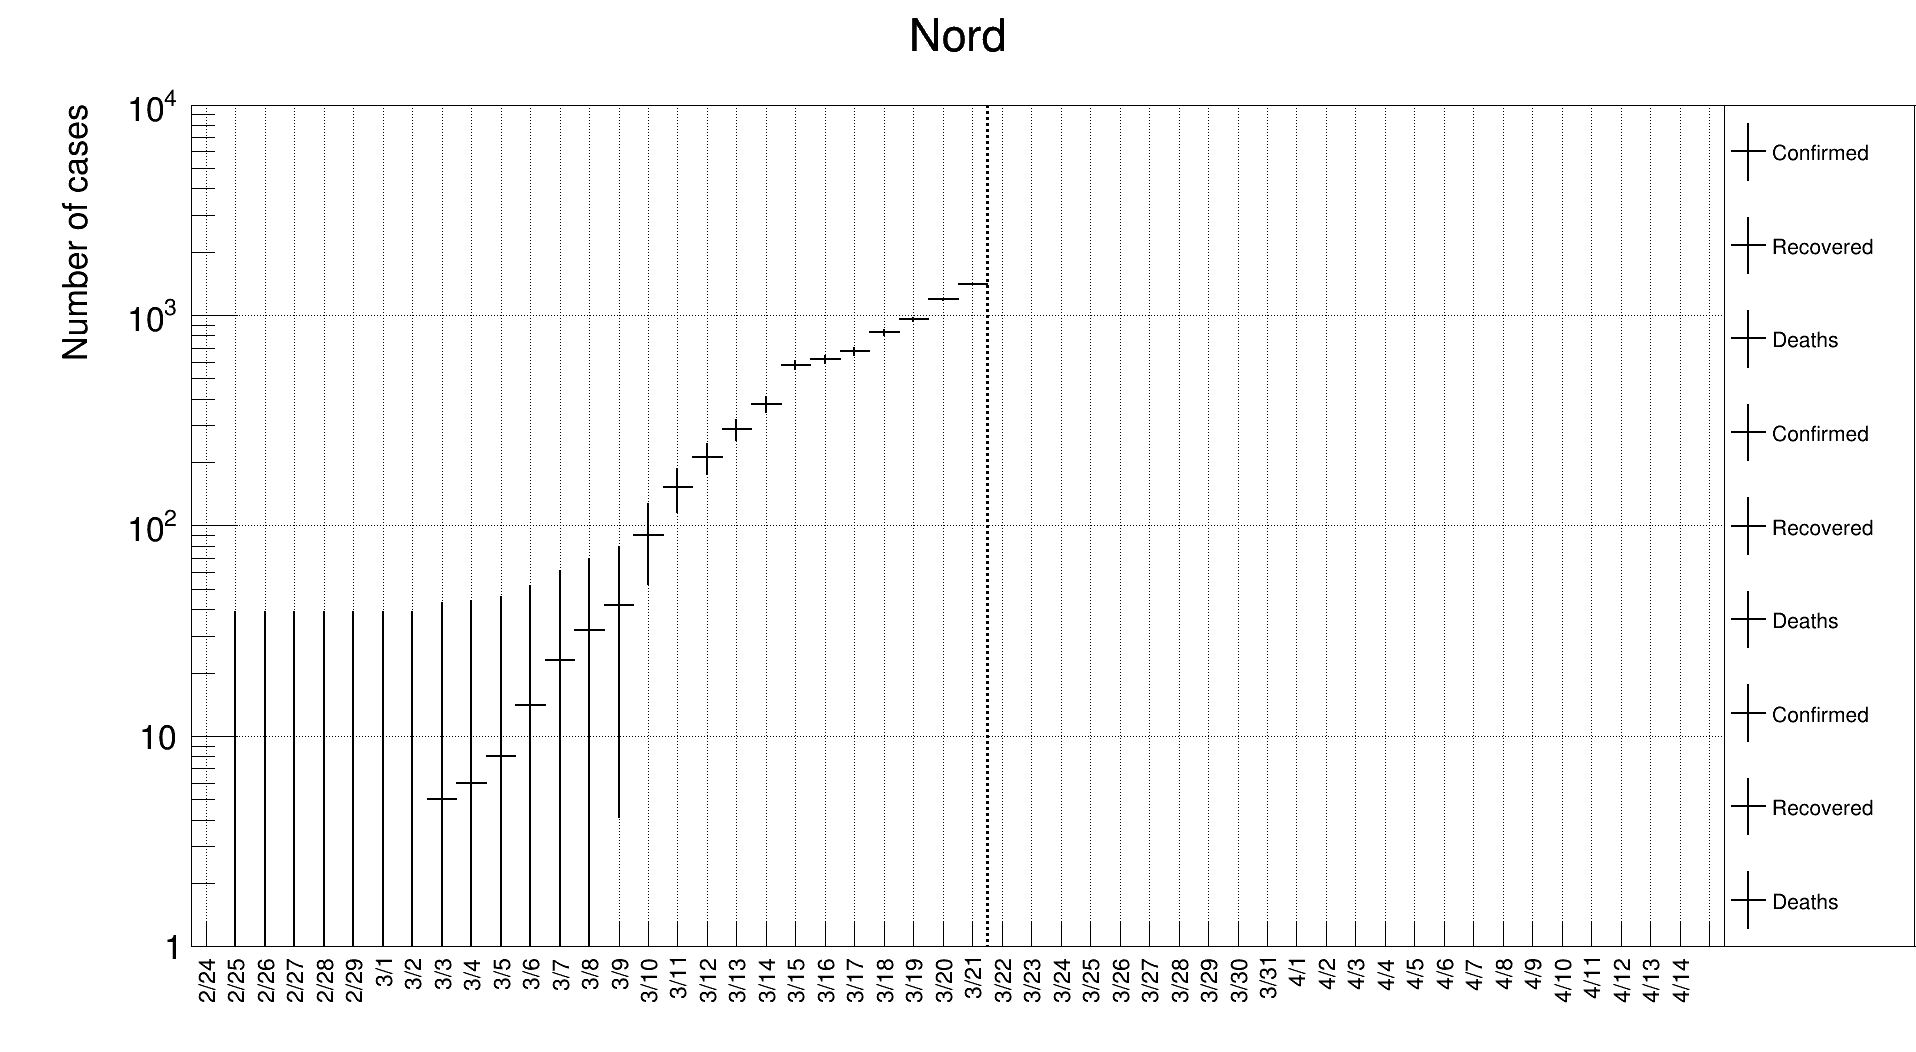 Nord
Number of cases
10^4
10^3
10^2
10
1
2/24 2/25 2/26 2/27 2/28 2/29 3/1 3/2 3/3 3/4 3/5 3/6 3/7 3/8 3/9 3/10 3/11 3/12 3/13 3/14 3/15 3/16 3/17 3/18 3/19 3/20 3/21 3/22 3/23 3/24 3/25 3/26 3/27 3/28 3/29 3/30 3/31 4/1 4/2 4/3 4/4 4/5 4/6 4/7 4/8 4/9 4/10 4/11 4/12 4/13 4/14
Confirmed
Recovered
Deaths
Confirmed
Recovered
Deaths
Confirmed
Recovered
Deaths